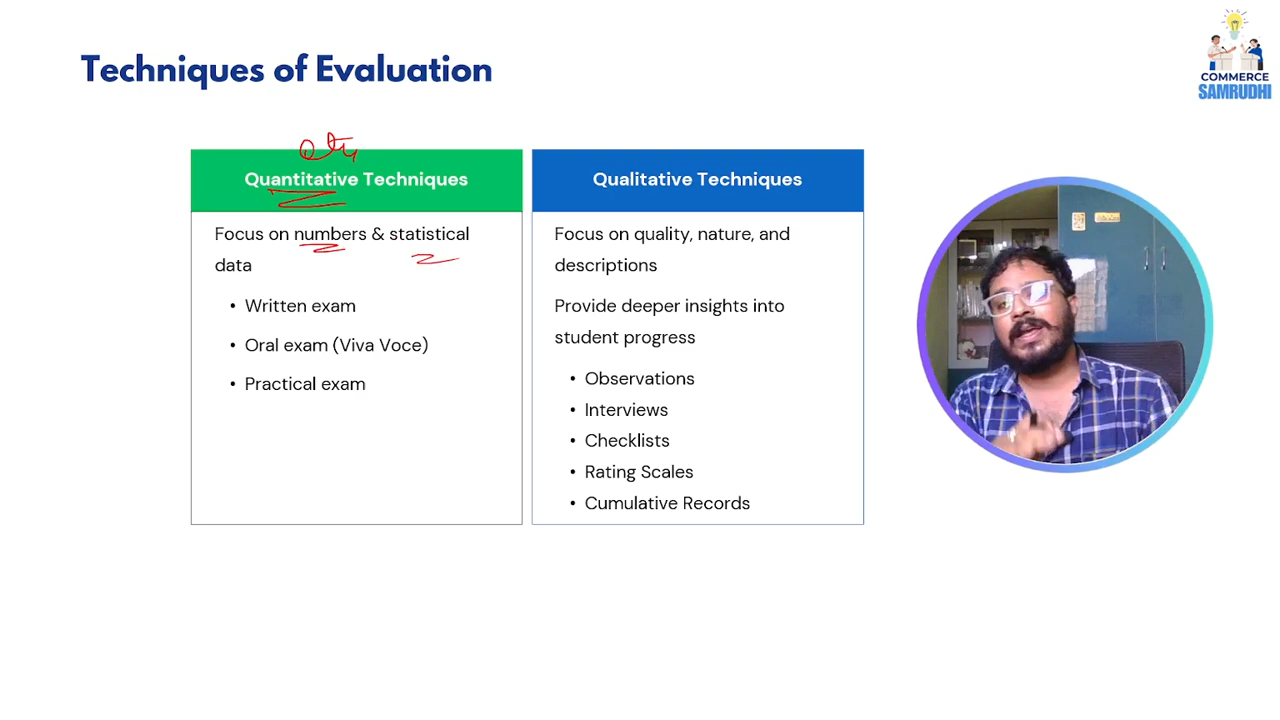 COMMERCE
SAMRUDHI
Techniques of Evaluation
Qty
Quantitative Techniques
Focus on numbers & statistical
data
• Written exam
• Oral exam (Viva Voce)
• Practical exam
Qualitative Techniques
Focus on quality, nature, and
descriptions
Provide deeper insights into
student progress
• Observations
• Interviews
• Checklists
• Rating Scales
• Cumulative Records